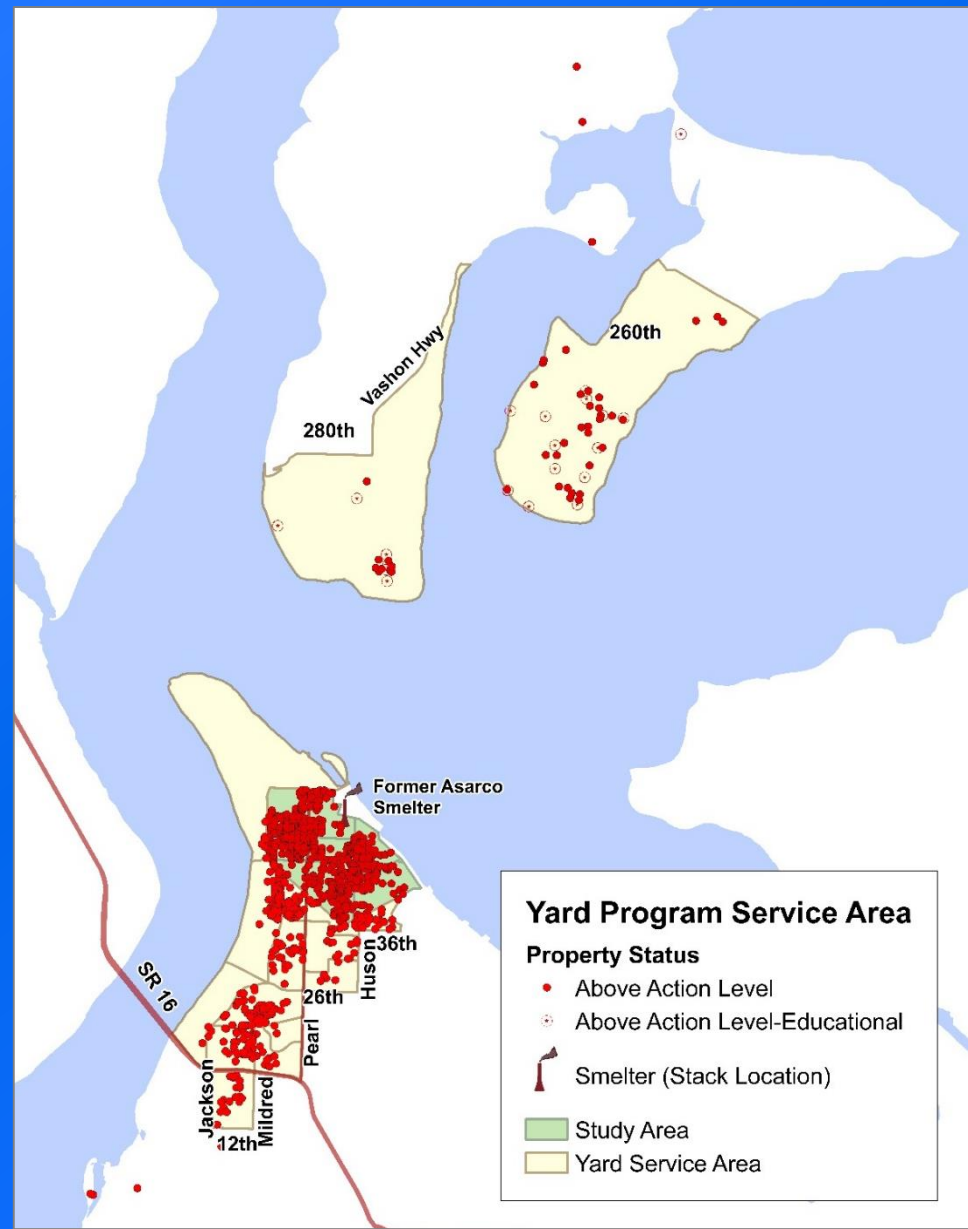 260th
Vashon Hwy
280th
Former Asarco
Smelter
36th
Huson
SR 16
26th
Pearl
Jackson
Mildred
12th
Yard Program Service Area
Property Status
Above Action Level
Above Action Level-Educational
Smelter (Stack Location)
Study Area
Yard Service Area